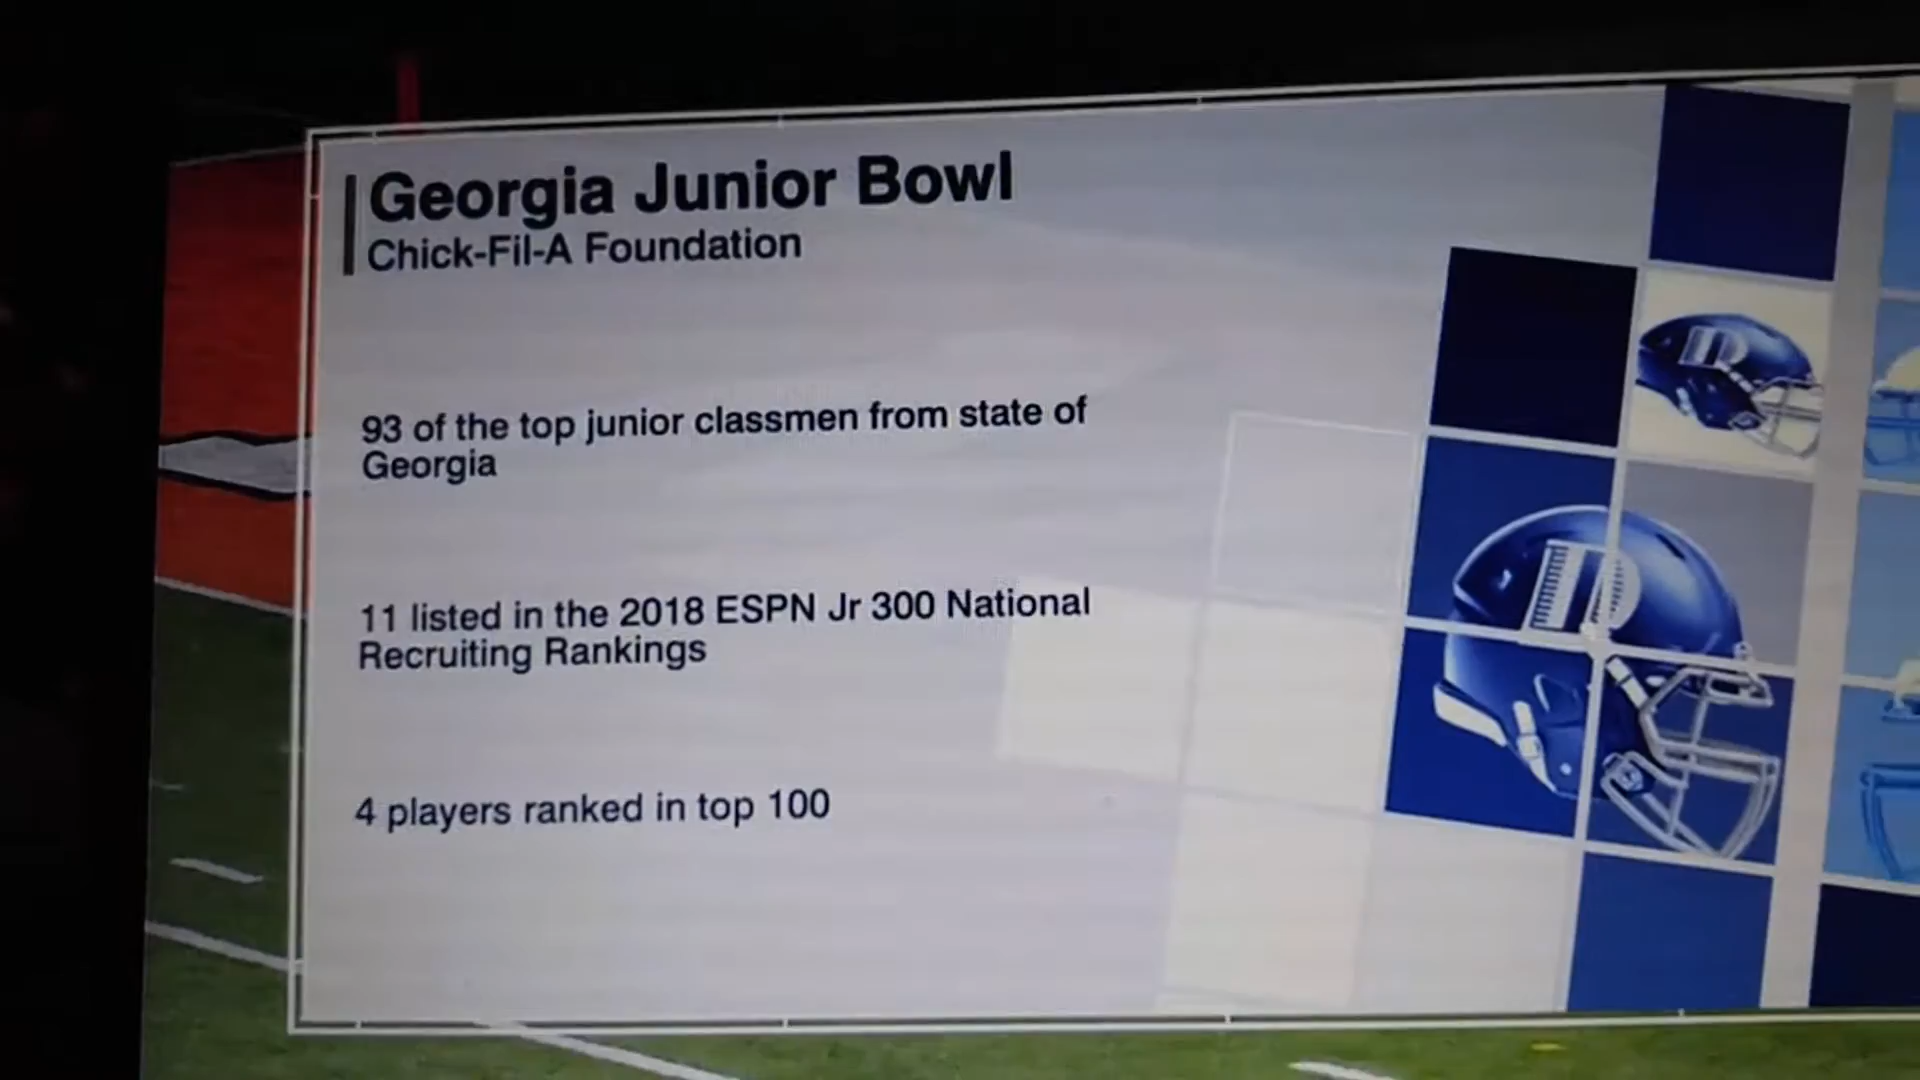 Georgia Junior Bowl
Chick-Fil-A Foundation
93 of the top junior classmen from state of
Georgia
11 listed in the 2018 ESPN Jr 300 National
Recruiting Rankings
4 players ranked in top 100